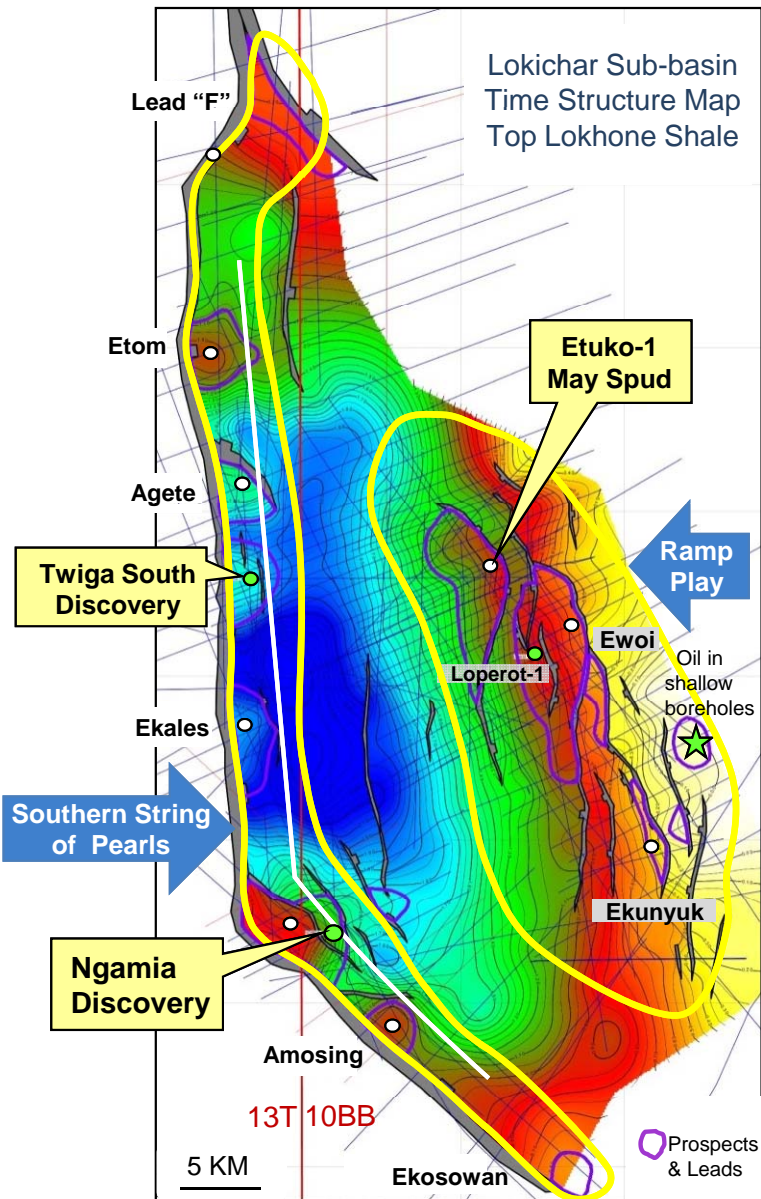 Lokichar Sub-basin
Time Structure Map
Top Lokhone Shale
Lead “F”
Etom
Etuko-1
May Spud
Agete
Twiga South
Discovery
Ramp
Play
Ewoi
Loperot-1
Oil in
shallow
boreholes
Ekales
Southern String
of Pearls
Ekunyuk
Ngamia
Discovery
Amosing
13T 10BB
5 KM
Ekosowan
Prospects
& Leads